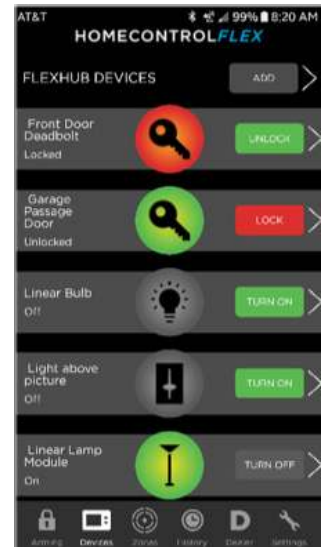 AT&T 99% 8:20 AM
HOMECONTROLFLEX
FLEXHUB DEVICES ADD
Front Door
Deadbolt
Locked
UNLOCK
Garage
Passage
Door
Unlocked
LOCK
Linear Bulb
Off
TURN ON
Light above
picture
Off
TURN ON
Linear Lamp
Module
On
TURN OFF
Arming Devices Zones History Dealer Settings